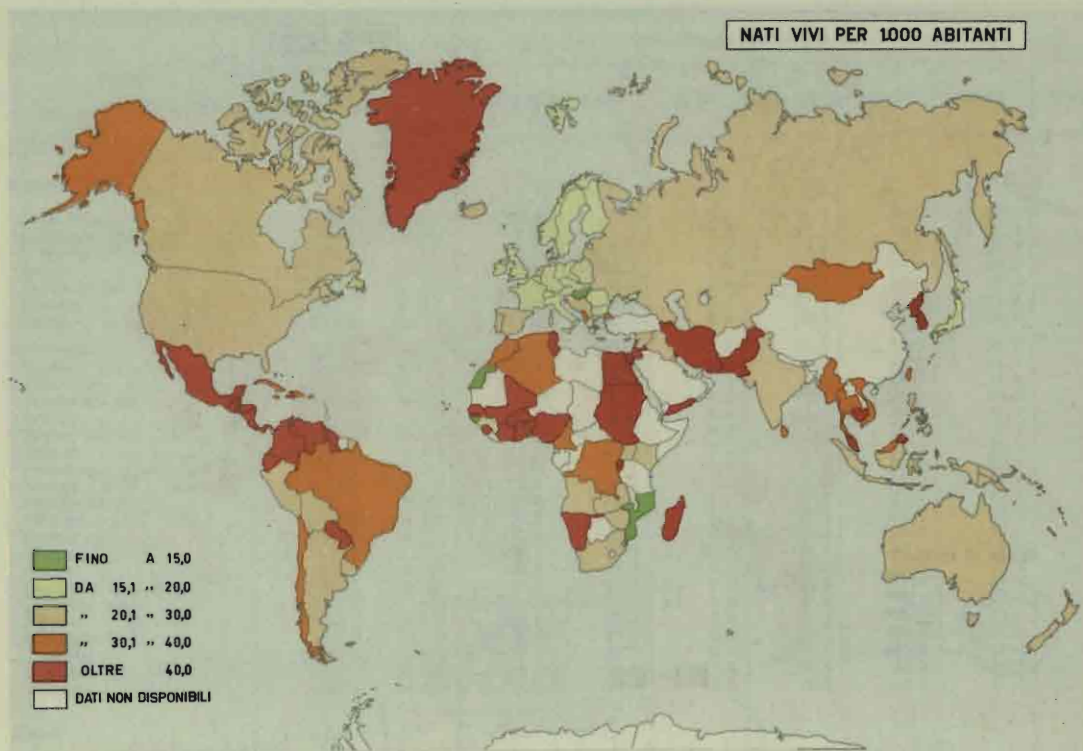 NATI VIVI PER 1.000 ABITANTI
FINO A 15,0
DA 15,1 „ 20,0
„ 20,1 „ 30,0
„ 30,1 „ 40,0
OLTRE 40,0
DATI NON DISPONIBILI